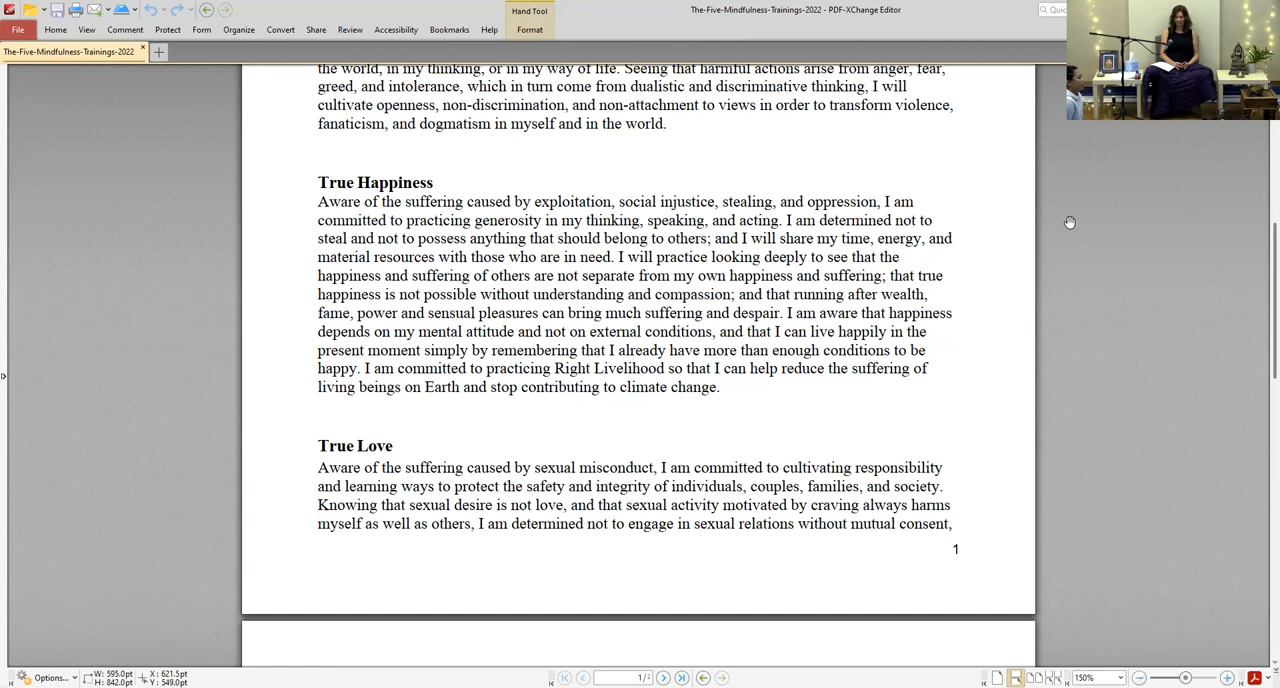 Hand Tool
The-Five-Mindfulness-Trainings-2022 - PDF-XChange Editor
File Home View Comment Protect Form Organize Convert Share Review Accessibility Bookmarks Help Format
The-Five-Mindfulness-Trainings-2022
the world, in my thinking, or in my way of life. Seeing that harmful actions arise from anger, fear,
greed, and intolerance, which in turn come from dualistic and discriminative thinking, I will
cultivate openness, non-discrimination, and non-attachment to views in order to transform violence,
fanaticism, and dogmatism in myself and in the world.
True Happiness
Aware of the suffering caused by exploitation, social injustice, stealing, and oppression, I am
committed to practicing generosity in my thinking, speaking, and acting. I am determined not to
steal and not to possess anything that should belong to others; and I will share my time, energy, and
material resources with those who are in need. I will practice looking deeply to see that the
happiness and suffering of others are not separate from my own happiness and suffering; that true
happiness is not possible without understanding and compassion; and that running after wealth,
fame, power and sensual pleasures can bring much suffering and despair. I am aware that happiness
depends on my mental attitude and not on external conditions, and that I can live happily in the
present moment simply by remembering that I already have more than enough conditions to be
happy. I am committed to practicing Right Livelihood so that I can help reduce the suffering of
living beings on Earth and stop contributing to climate change.
True Love
Aware of the suffering caused by sexual misconduct, I am committed to cultivating responsibility
and learning ways to protect the safety and integrity of individuals, couples, families, and society.
Knowing that sexual desire is not love, and that sexual activity motivated by craving always harms
myself as well as others, I am determined not to engage in sexual relations without mutual consent,
1
Options... W: 595.0pt X: 621.5pt 1/2 150%
H: 842.0pt Y: 549.0pt